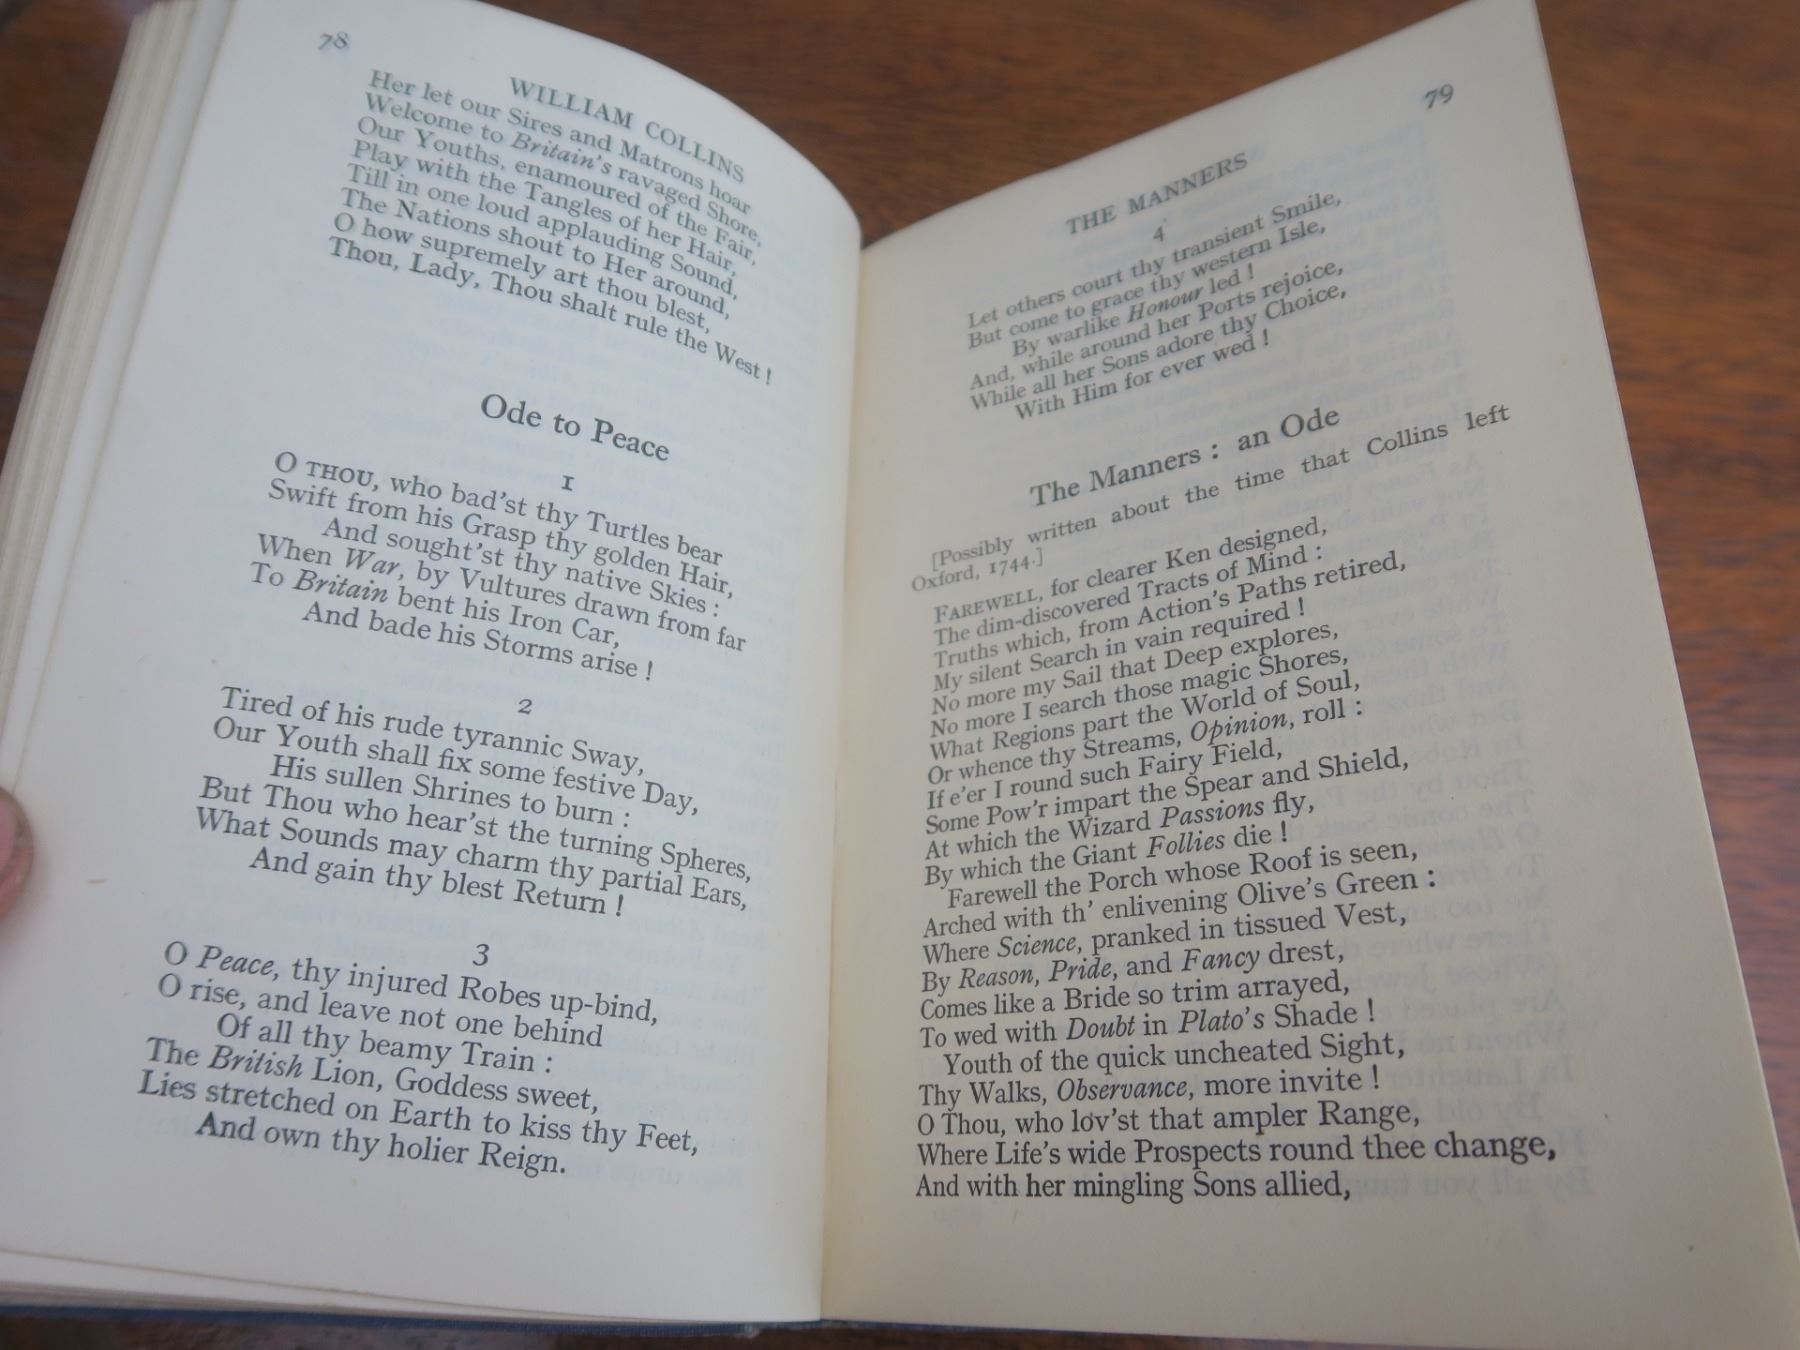 78
WILLIAM COLLINS
Her let our Sires and Matrons hoar
Welcome to Britain's ravaged Shore,
Our Youths, enamoured of the Fair,
Play with the Tangles of her Hair,
Till in one loud applauding Sound,
The Nations shout to Her around,
O how supremely art thou blest,
Thou, Lady, Thou shalt rule the West !
Ode to Peace
1
O THOU, who bad'st thy Turtles bear
Swift from his Grasp thy golden Hair,
And sought'st thy native Skies :
When War, by Vultures drawn from far
To Britain bent his Iron Car,
And bade his Storms arise !
2
Tired of his rude tyrannic Sway,
Our Youth shall fix some festive Day,
His sullen Shrines to burn :
But Thou who hear'st the turning Spheres,
What Sounds may charm thy partial Ears,
And gain thy blest Return !
3
O Peace, thy injured Robes up-bind,
O rise, and leave not one behind
Of all thy beamy Train :
The British Lion, Goddess sweet,
Lies stretched on Earth to kiss thy Feet,
And own thy holier Reign.
79
THE MANNERS
4
Let others court thy transient Smile,
But come to grace thy western Isle,
By warlike Honour led !
And, while around her Ports rejoice,
While all her Sons adore thy Choice,
With Him for ever wed !
The Manners : an Ode
[Possibly written about the time that Collins left
Oxford, 1744.]
FAREWELL, for clearer Ken designed,
The dim-discovered Tracts of Mind :
Truths which, from Action's Paths retired,
My silent Search in vain required !
No more my Sail that Deep explores,
No more I search those magic Shores,
What Regions part the World of Soul,
Or whence thy Streams, Opinion, roll :
If e'er I round such Fairy Field,
Some Pow'r impart the Spear and Shield,
At which the Wizard Passions fly,
By which the Giant Follies die !
Farewell the Porch whose Roof is seen,
Arched with th' enlivening Olive's Green :
Where Science, pranked in tissued Vest,
By Reason, Pride, and Fancy drest,
Comes like a Bride so trim arrayed,
To wed with Doubt in Plato's Shade !
Youth of the quick uncheated Sight,
Thy Walks, Observance, more invite !
O Thou, who lov'st that ampler Range,
Where Life's wide Prospects round thee change,
And with her mingling Sons allied,